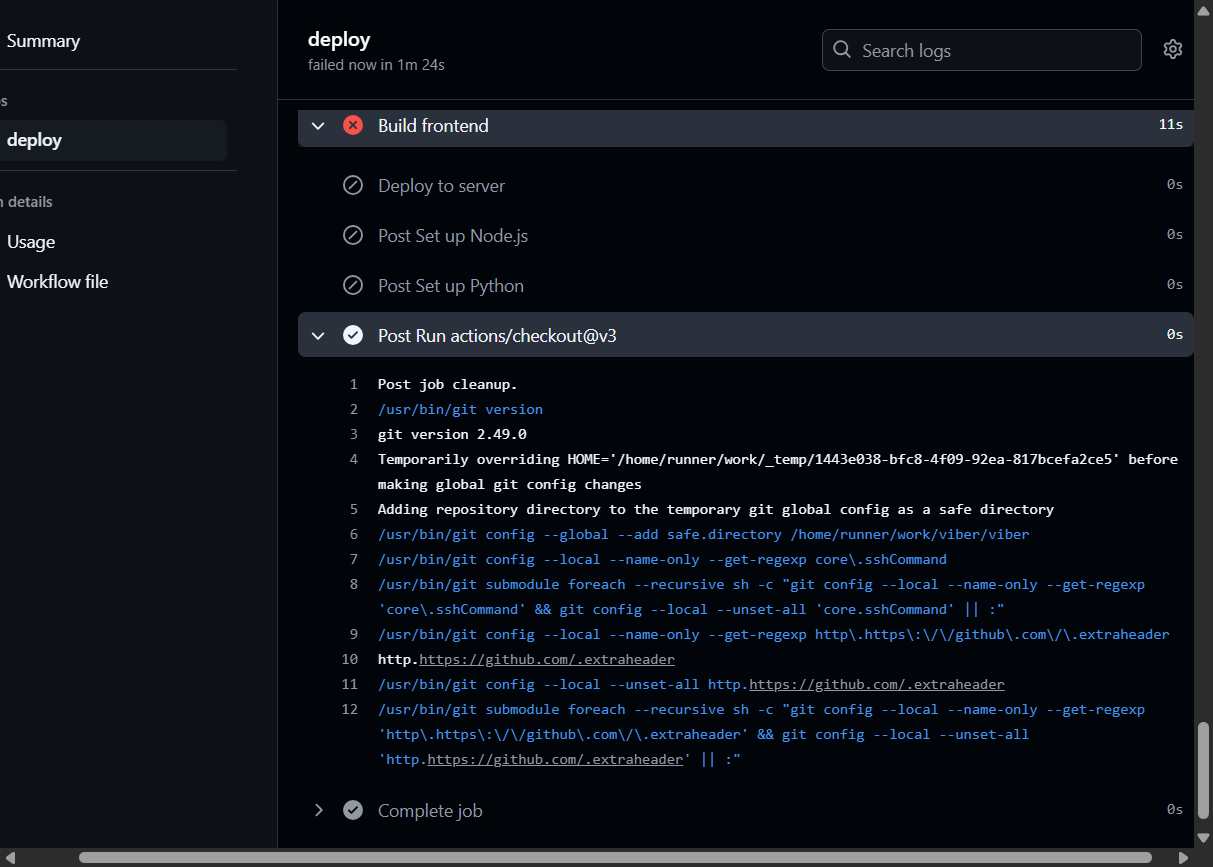 Summary
s
deploy
n details
Usage
Workflow file
deploy
failed now in 1m 24s
Search logs
Build frontend 11s
Deploy to server 0s
Post Set up Node.js 0s
Post Set up Python 0s
Post Run actions/checkout@v3 0s
1 Post job cleanup.
2 /usr/bin/git version
3 git version 2.49.0
4 Temporarily overriding HOME='/home/runner/work/_temp/1443e038-bfc8-4f09-92ea-817bcefa2ce5' before
making global git config changes
5 Adding repository directory to the temporary git global config as a safe directory
6 /usr/bin/git config --global --add safe.directory /home/runner/work/viber/viber
7 /usr/bin/git config --local --name-only --get-regexp core\.sshCommand
8 /usr/bin/git submodule foreach --recursive sh -c "git config --local --name-only --get-regexp
'core\.sshCommand' && git config --local --unset-all 'core.sshCommand' || :"
9 /usr/bin/git config --local --name-only --get-regexp http\.https\:\/\/github\.com\/\.extraheader
10 http.https://github.com/.extraheader
11 /usr/bin/git config --local --unset-all http.https://github.com/.extraheader
12 /usr/bin/git submodule foreach --recursive sh -c "git config --local --name-only --get-regexp
'http\.https\:\/\/github\.com\/\.extraheader' && git config --local --unset-all
'http.https://github.com/.extraheader' || :"
Complete job 0s